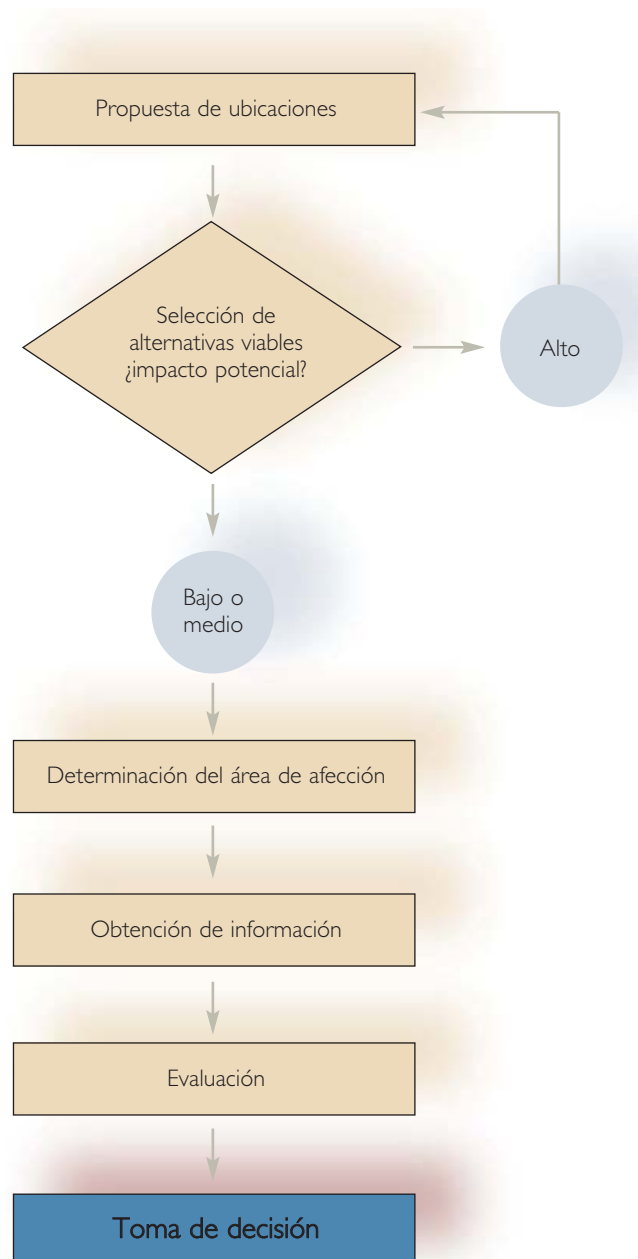 Propuesta de ubicaciones
Selección de
alternativas viables
¿impacto potencial?
Alto
Bajo o
medio
Determinación del área de afección
Obtención de información
Evaluación
Toma de decisión